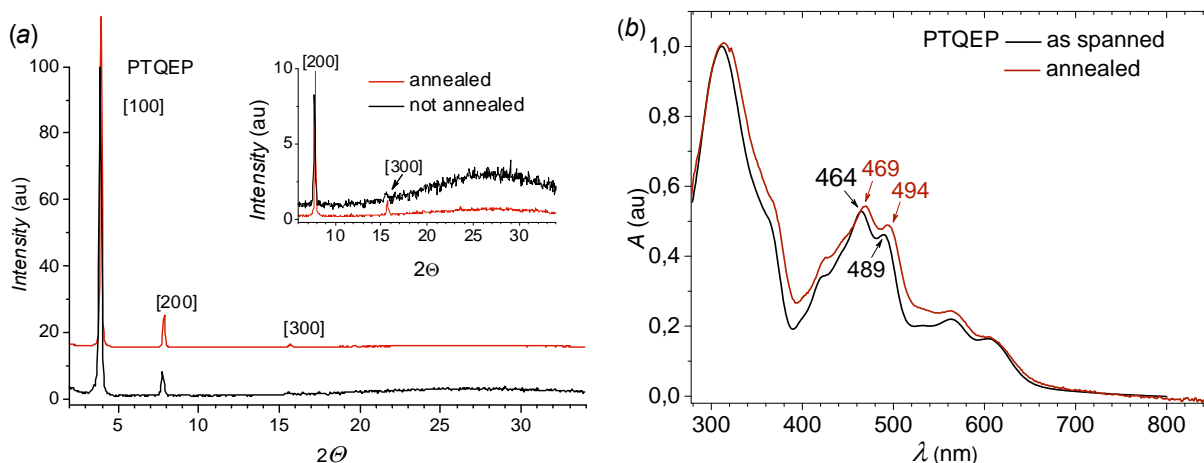 (a)
PTQEP
[100]
[200]
[300]
Intensity (au)
100
80
60
40
20
0
5 10 15 20 25 30
2Θ
[200]
annealed
not annealed
[300]
Intensity (au)
10
5
0
10 15 20 25 30
2Θ
(b)
PTQEP
as spanned
annealed
464
469
494
489
A (au)
1,0
0,8
0,6
0,4
0,2
0,0
300 400 500 600 700 800
λ (nm)